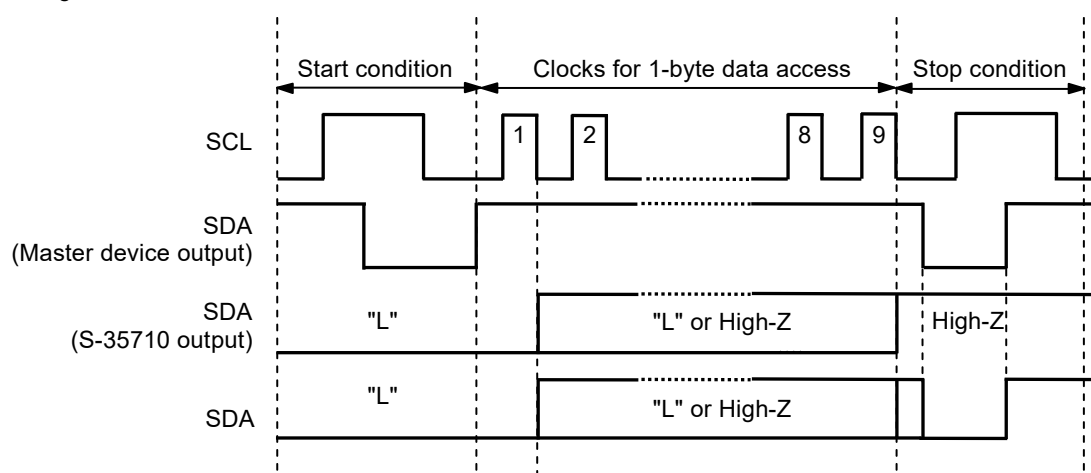 Start condition
Clocks for 1-byte data access
Stop condition
SCL
1
2
8
9
SDA
(Master device output)
SDA
(S-35710 output)
"L"
"L" or High-Z
High-Z
SDA
"L"
"L" or High-Z